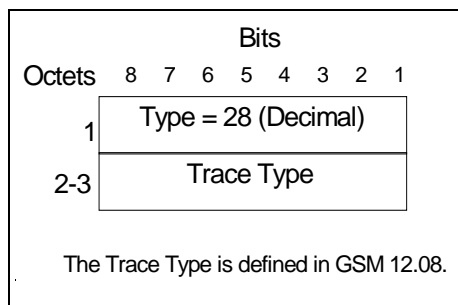 Bits
Octets 8 7 6 5 4 3 2 1
1 Type = 28 (Decimal)
2-3 Trace Type
The Trace Type is defined in GSM 12.08.